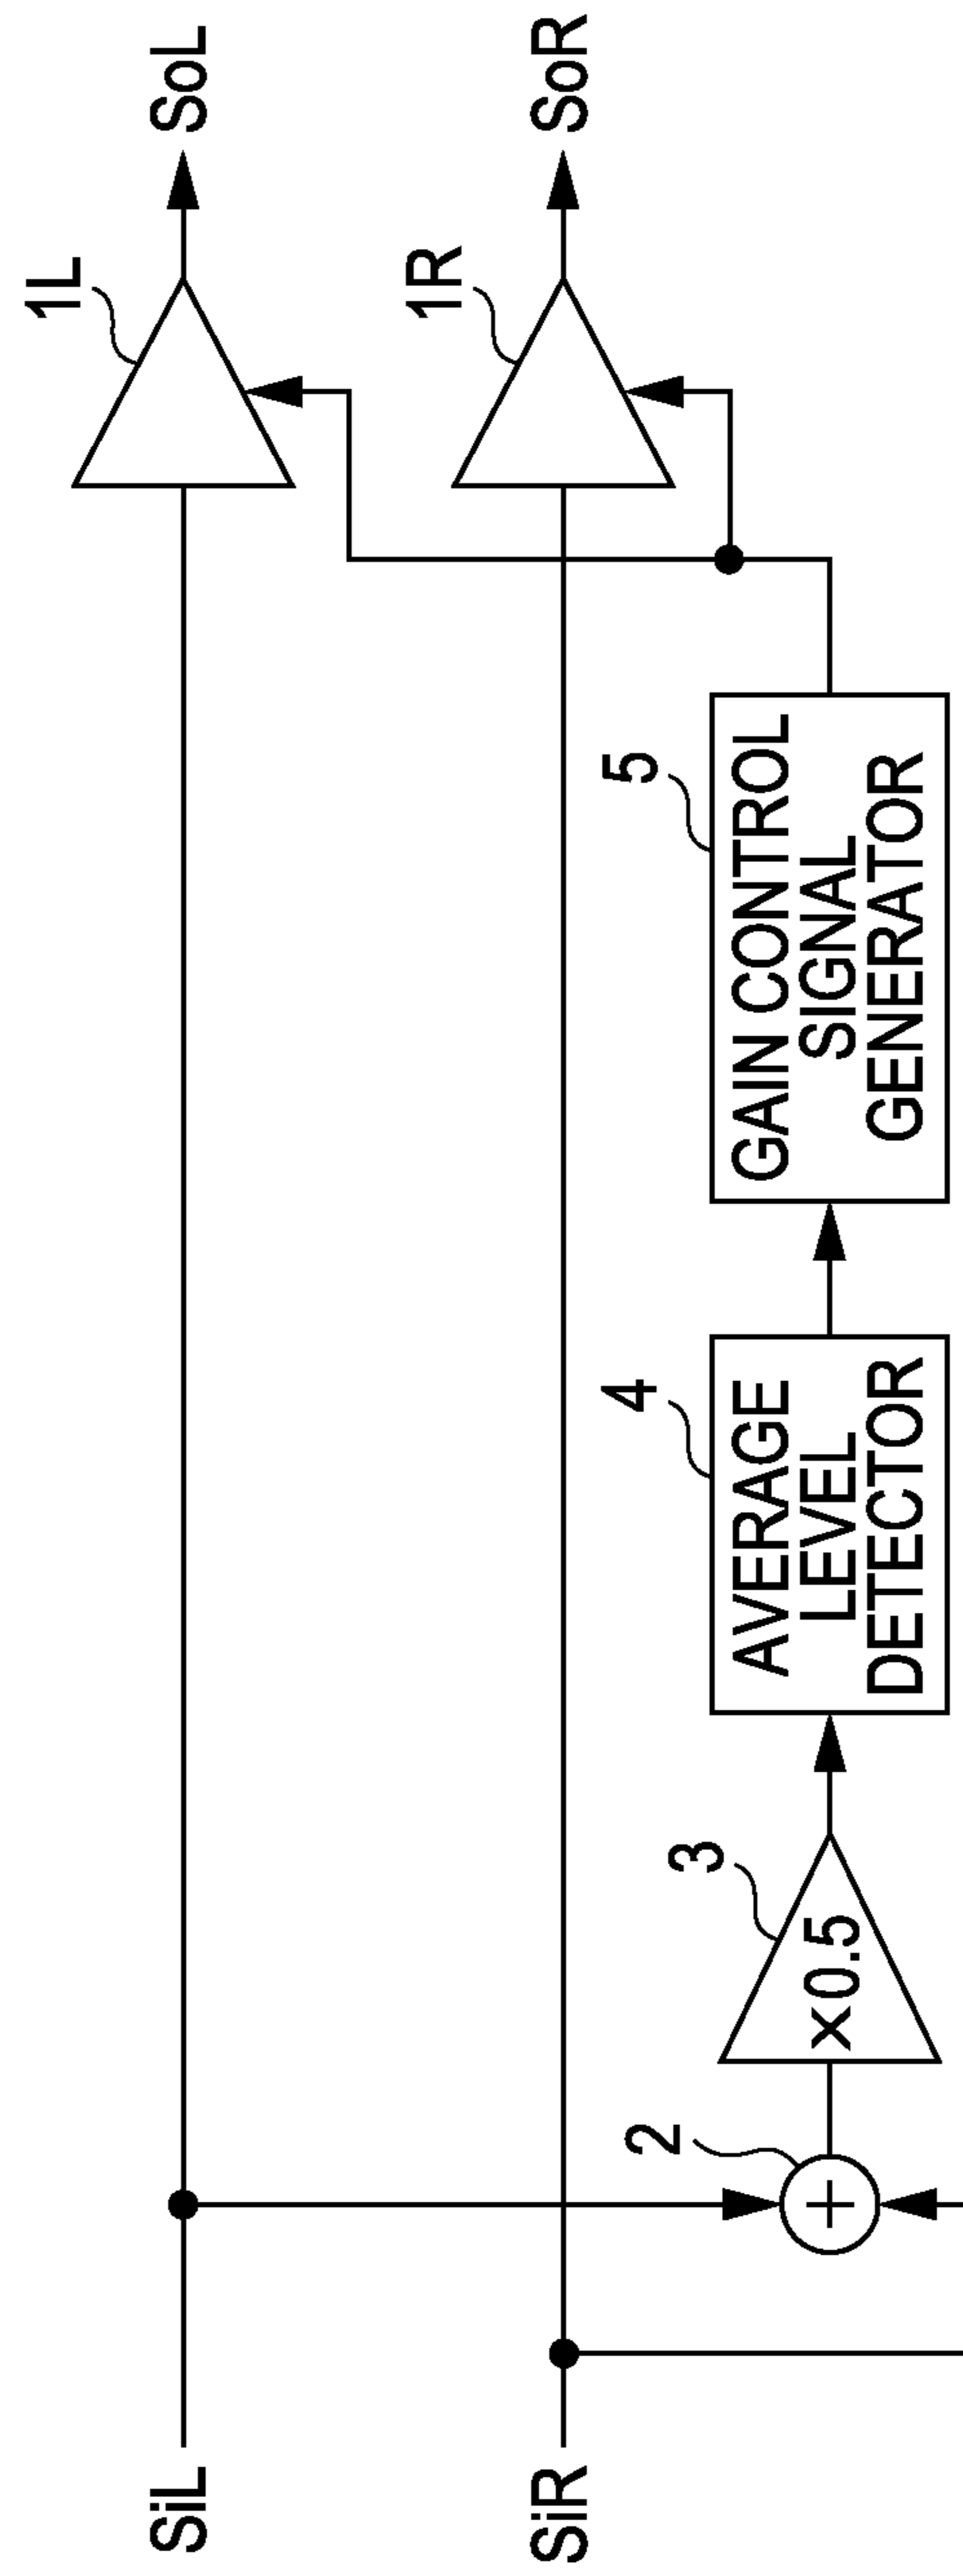 SiL
1L
SoL
SiR
1R
SoR
2
3
×0.5
4
AVERAGE
LEVEL
DETECTOR
5
GAIN CONTROL
SIGNAL
GENERATOR
+